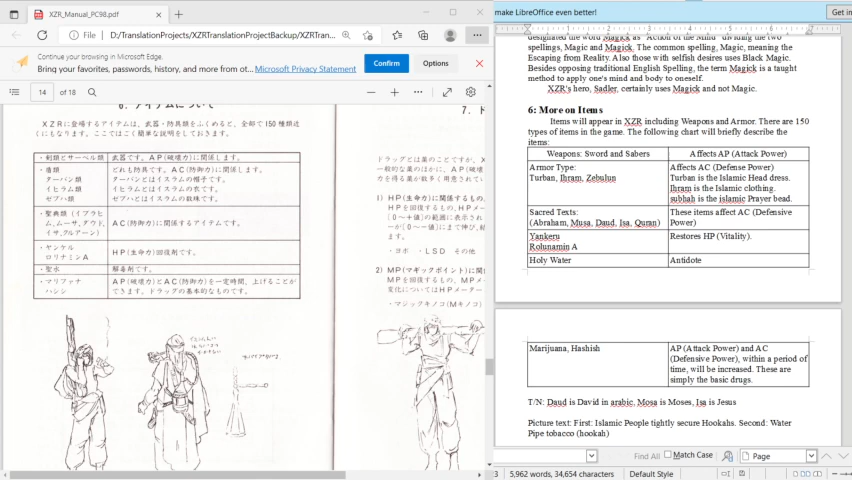 XZR_Manual_PC98.pdf
File
D:/TranslationProjects/XZRTranslationProjectBackup/XZRTran...
Continue your browsing in Microsoft Edge.
Bring your favorites, passwords, history, and more from ot...
Microsoft Privacy Statement
Confirm
Options
14 of 18
6. アイテムについて
XZRに登場するアイテムは、武器・防具類をふくめると、全部で150種類近
くにもなります。ここではごく簡単な説明をしておきます。
・剣類とサーベル類 武器です。AP(破壊力)に関係します。
・盾類 どれも防具です。AC(防御力)に関係します。
ターバン類 ターバンとはイスラムの帽子です。
イヒラム類 イヒラムとはイスラムの衣です。
ゼブハ類 ゼブハとはイスラムの数珠です。
・聖典類(イブラヒ
ム、ムーサ、ダウド、
イサ、クルアーン) AC(防御力)に関係するアイテムです。
・ヤンケル
ロリナミンA HP(生命力)回復剤です。
・聖水 解毒剤です。
・マリファナ AP(破壊力)とAC(防御力)を一定時間、上げることが
ハシシ できます。ドラッグの基本的なものです。
7. ド
ドラッグとは薬のことですが、X
一般的な薬のほかに、AP(破壊
力を得る薬が数多く用意されてい
1) HP(生命力)に関係するもの。
HPを回復するもの、HPメー
(0〜+値)の範囲に表示され
ーが(0〜値)にまで伸び、
ます。
・ヨボ ・LSD その他
2) MP(マギックポイント)に関
MPを回復するもの、MPメ
変化についてはHPメーター
・マジックキノコ(Mキノコ)
make LibreOffice even better!
Get in
designated the word Magick as "Action of the Mind" usi ning the two
spellings, Magic and Magick. The common spelling, Magic, meaning the
Escaping from Reality. Also those with selfish desires uses Black Magic.
Besides opposing traditional English Spelling, the term Magick is a taught
method to apply one's mind and body to oneself.
XZR's hero, Sadler, certainly uses Magick and not Magic.
6: More on Items
Items will appear in XZR including Weapons and Armor. There are 150
types of items in the game. The following chart will briefly describe the
items:
Weapons: Sword and Sabers Affects AP (Attack Power)
Armor Type: Affects AC (Defense Power)
Turban, Ihram, Zebulun Turban is the Islamic Head dress.
Ihram is the Islamic clothing.
subhah is the islamic Prayer bead.
Sacred Texts: These items affect AC (Defensive
(Abraham, Musa, Daud, Isa, Quran) Power)
Yankeru Restores HP (Vitality).
Rolunamin A
Holy Water Antidote
Marijuana, Hashish AP (Attack Power) and AC
(Defensive Power), within a period of
time, will be increased. These are
simply the basic drugs.
T/N: Daud is David in arabic. Mosa is Moses, Isa is Jesus
Picture text: First: Islamic People tightly secure Hookahs. Second: Water
Pipe tobacco (hookah)
Find All
Match Case
Page
3
5,962 words, 34,654 characters
Default Style